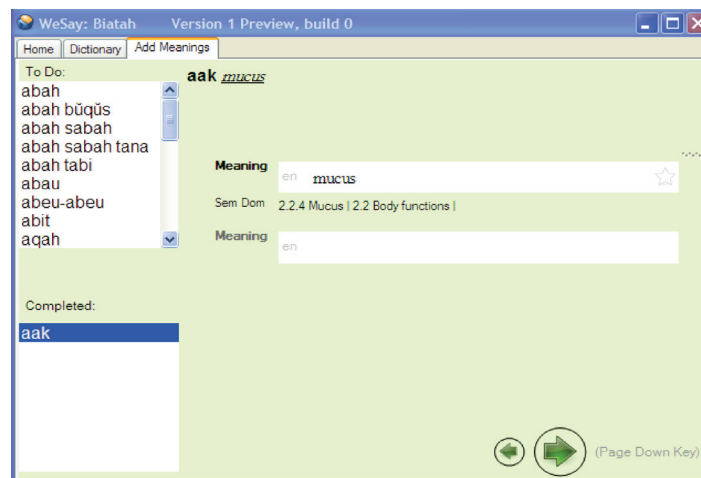 WeSay: Biatah Version 1 Preview, build 0
Home Dictionary Add Meanings
To Do:
abah
abah bŭqŭs
abah sabah
abah sabah tana
abah tabi
abau
abeu-abeu
abit
aqah
Completed:
aak
aak mucus
Meaning en mucus
Sem Dom 2.2.4 Mucus | 2.2 Body functions |
Meaning en
(Page Down Key)